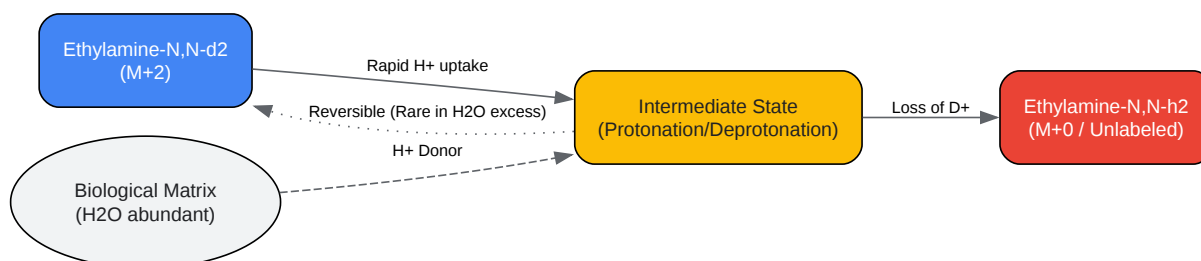 Ethylamine-N,N-d2
(M+2)
Rapid H+ uptake
Reversible (Rare in H2O excess)
H+ Donor
Biological Matrix
(H2O abundant)
Intermediate State
(Protonation/Deprotonation)
Loss of D+
Ethylamine-N,N-h2
(M+0 / Unlabeled)